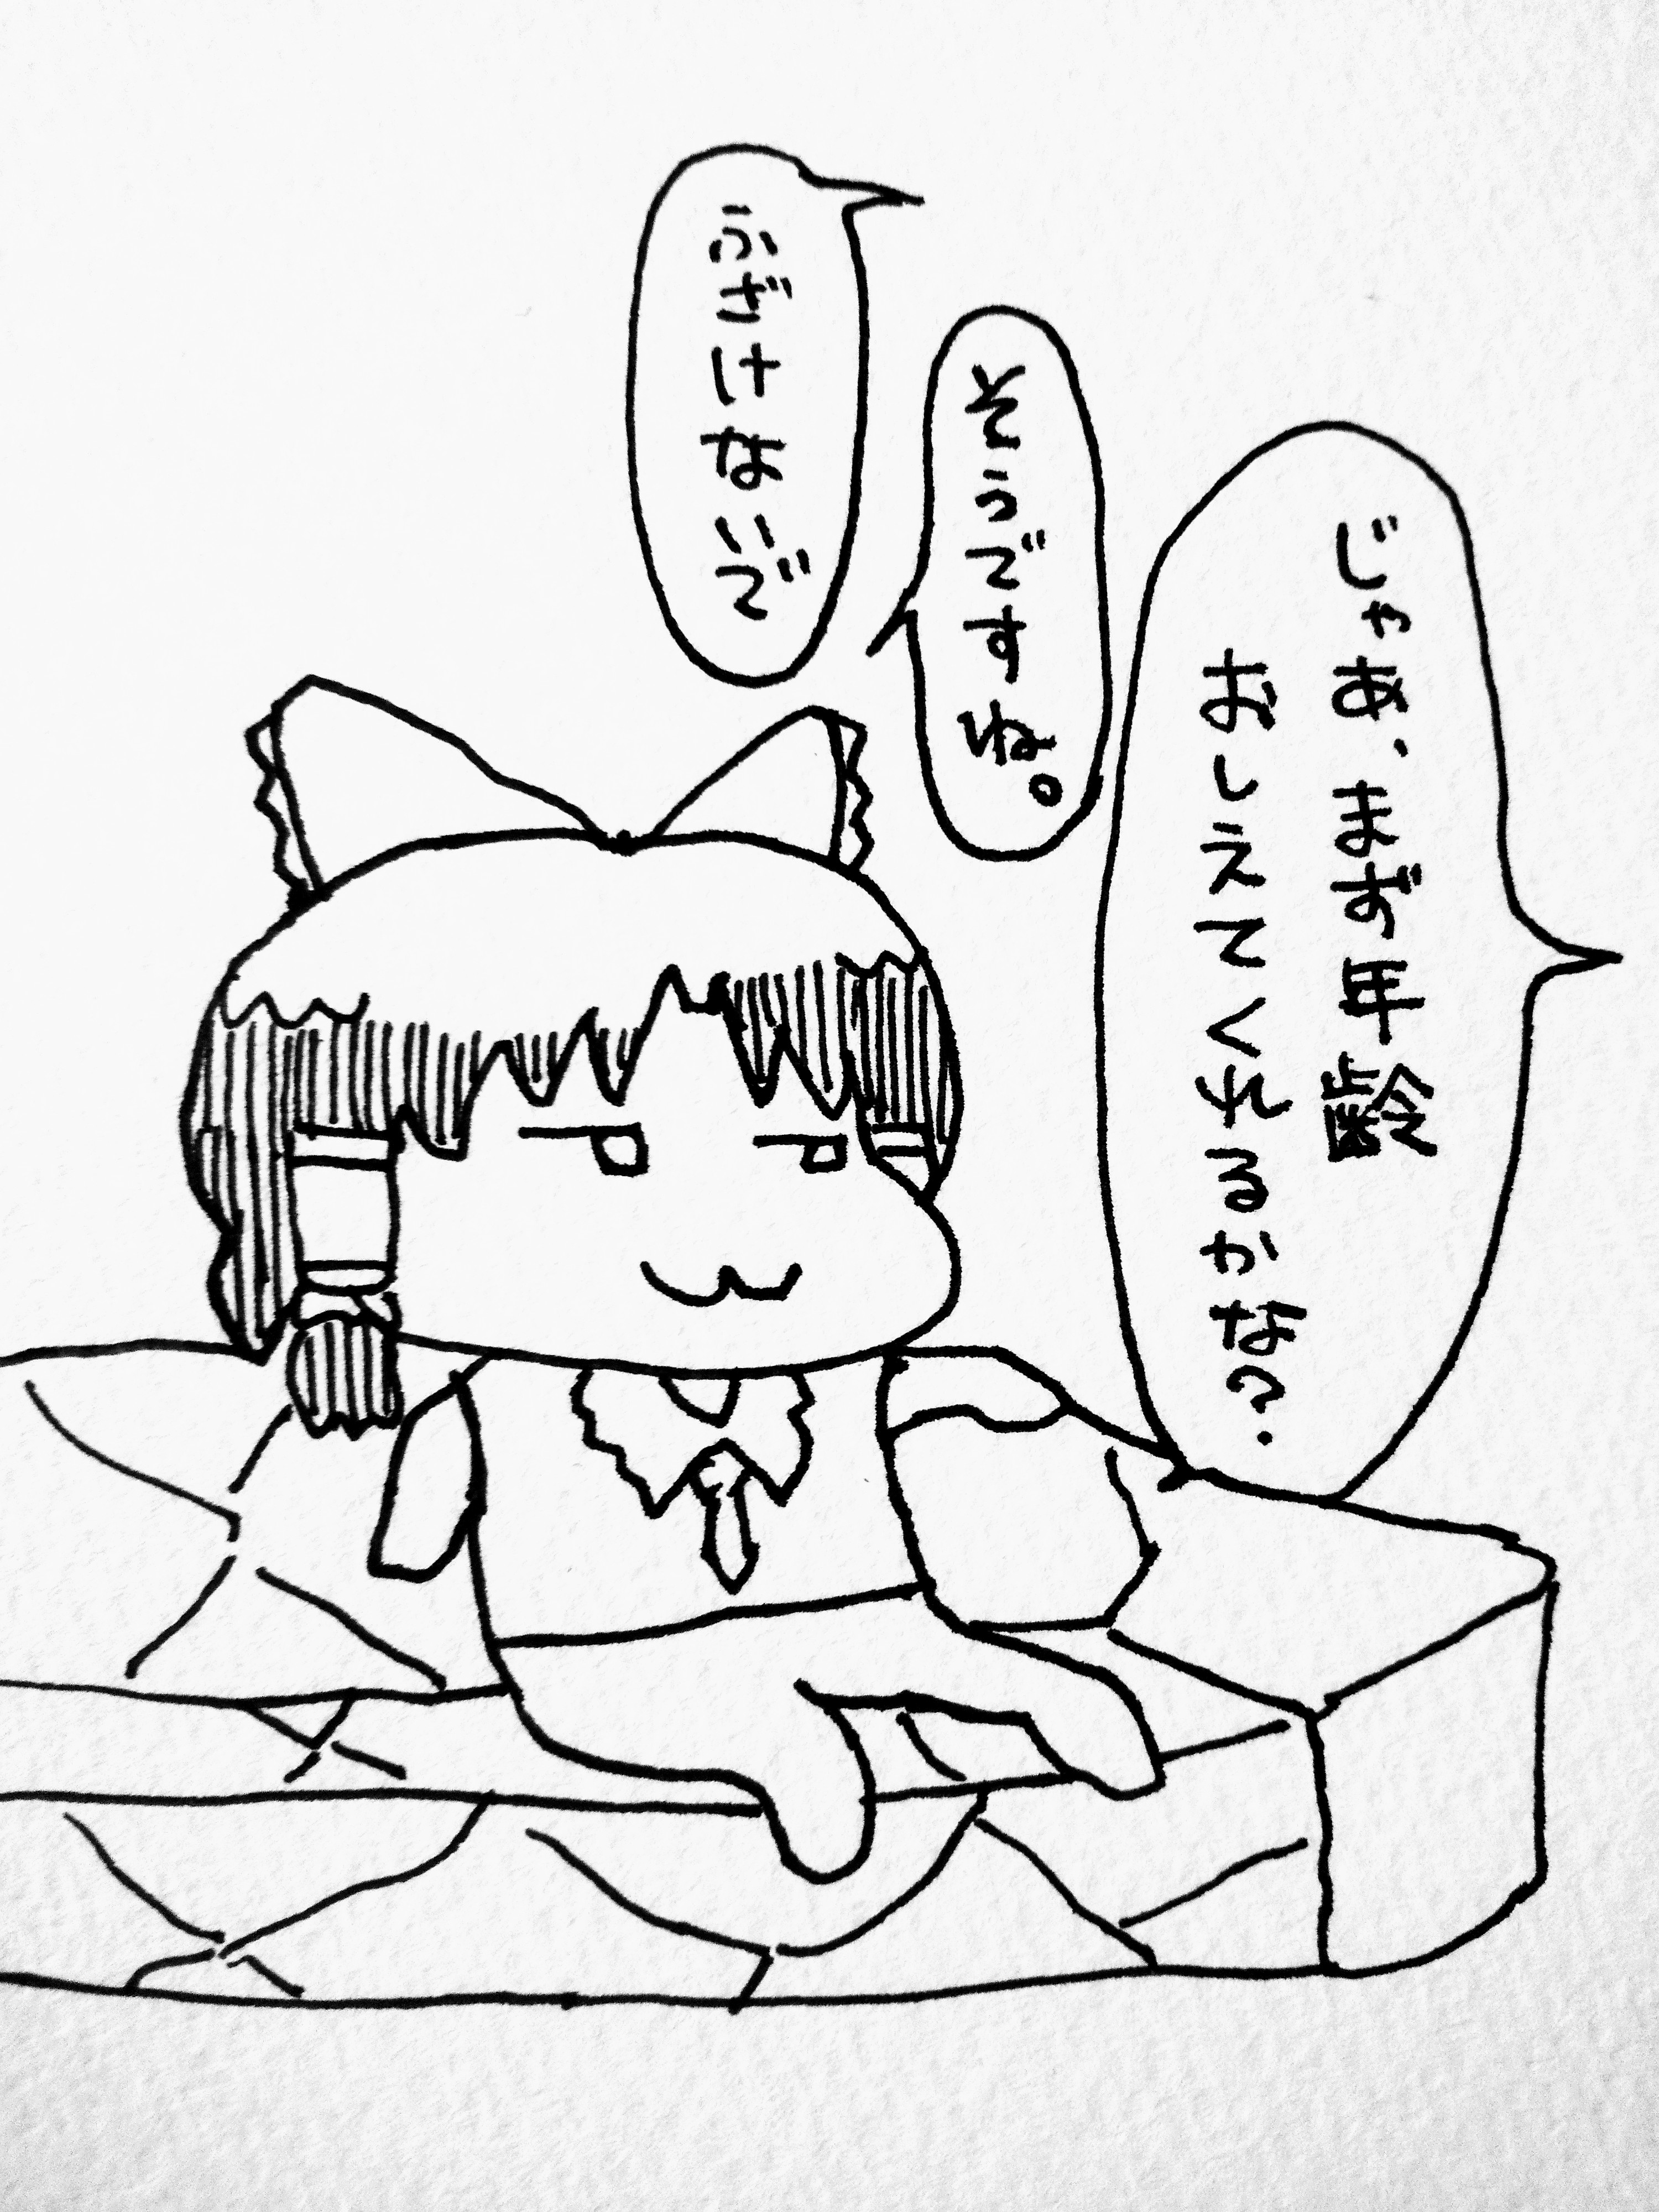 じゃあ、まず年齢
おしえてくれるかな?
そうですね。
ふざけないで